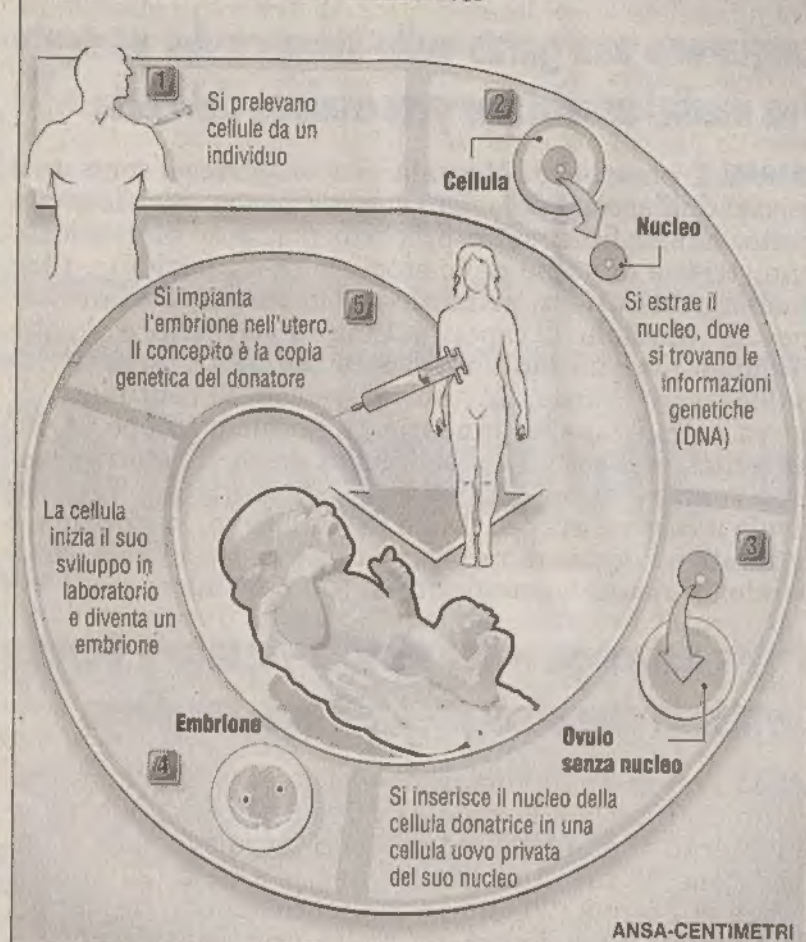 1
Si prelevano
cellule da un
individuo
2
Cellula
Nucleo
Si estrae il
nucleo, dove
si trovano le
informazioni
genetiche
(DNA)
3
Ovulo
senza nucleo
Si inserisce il nucleo della
cellula donatrice in una
cellula uovo privata
del suo nucleo
4
Embrione
La cellula
inizia il suo
sviluppo in
laboratorio
e diventa un
embrione
5
Si impianta
l'embrione nell'utero.
Il concepito è la copia
genetica del donatore
ANSA-CENTIMETRI